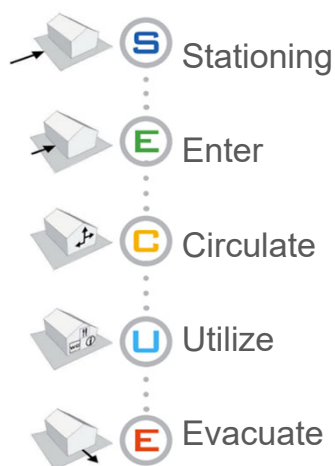 S Stationing
E Enter
C Circulate
U Utilize
E Evacuate